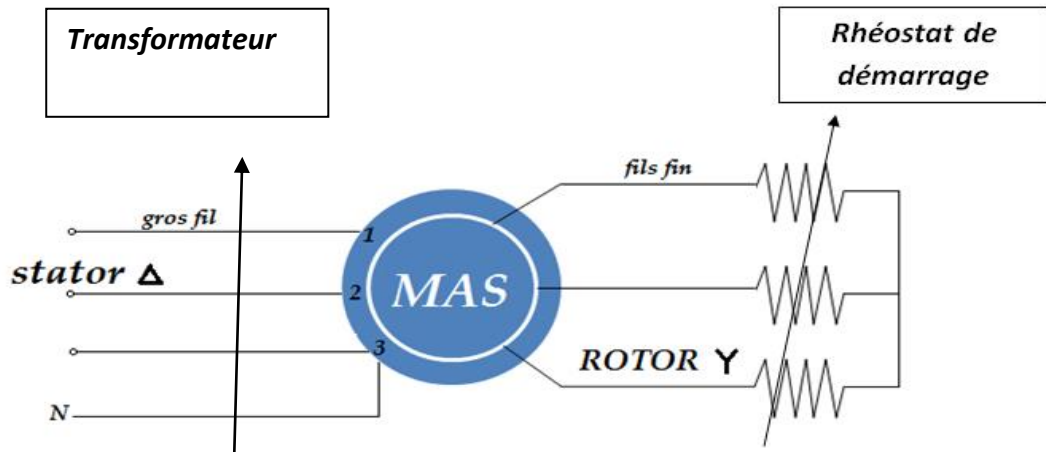 Transformateur
Rhéostat de
démarrage
gros fil
fils fin
1
stator Δ
2
MAS
3
ROTOR Y
N